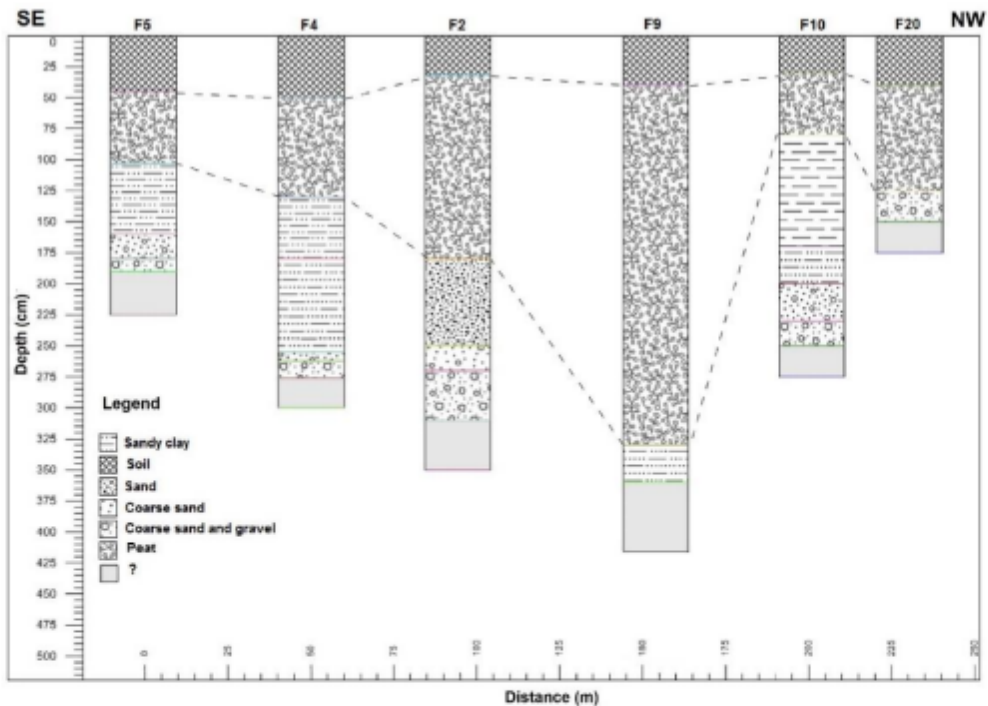 SE
F5
F4
F2
F9
F10
F20
NW
0
25
50
75
100
125
150
175
200
225
250
275
300
325
350
375
400
425
450
475
500
Depth (cm)
Legend
Sandy clay
Soil
Sand
Coarse sand
Coarse sand and gravel
Peat
?
0
25
50
75
100
125
150
175
200
225
250
Distance (m)